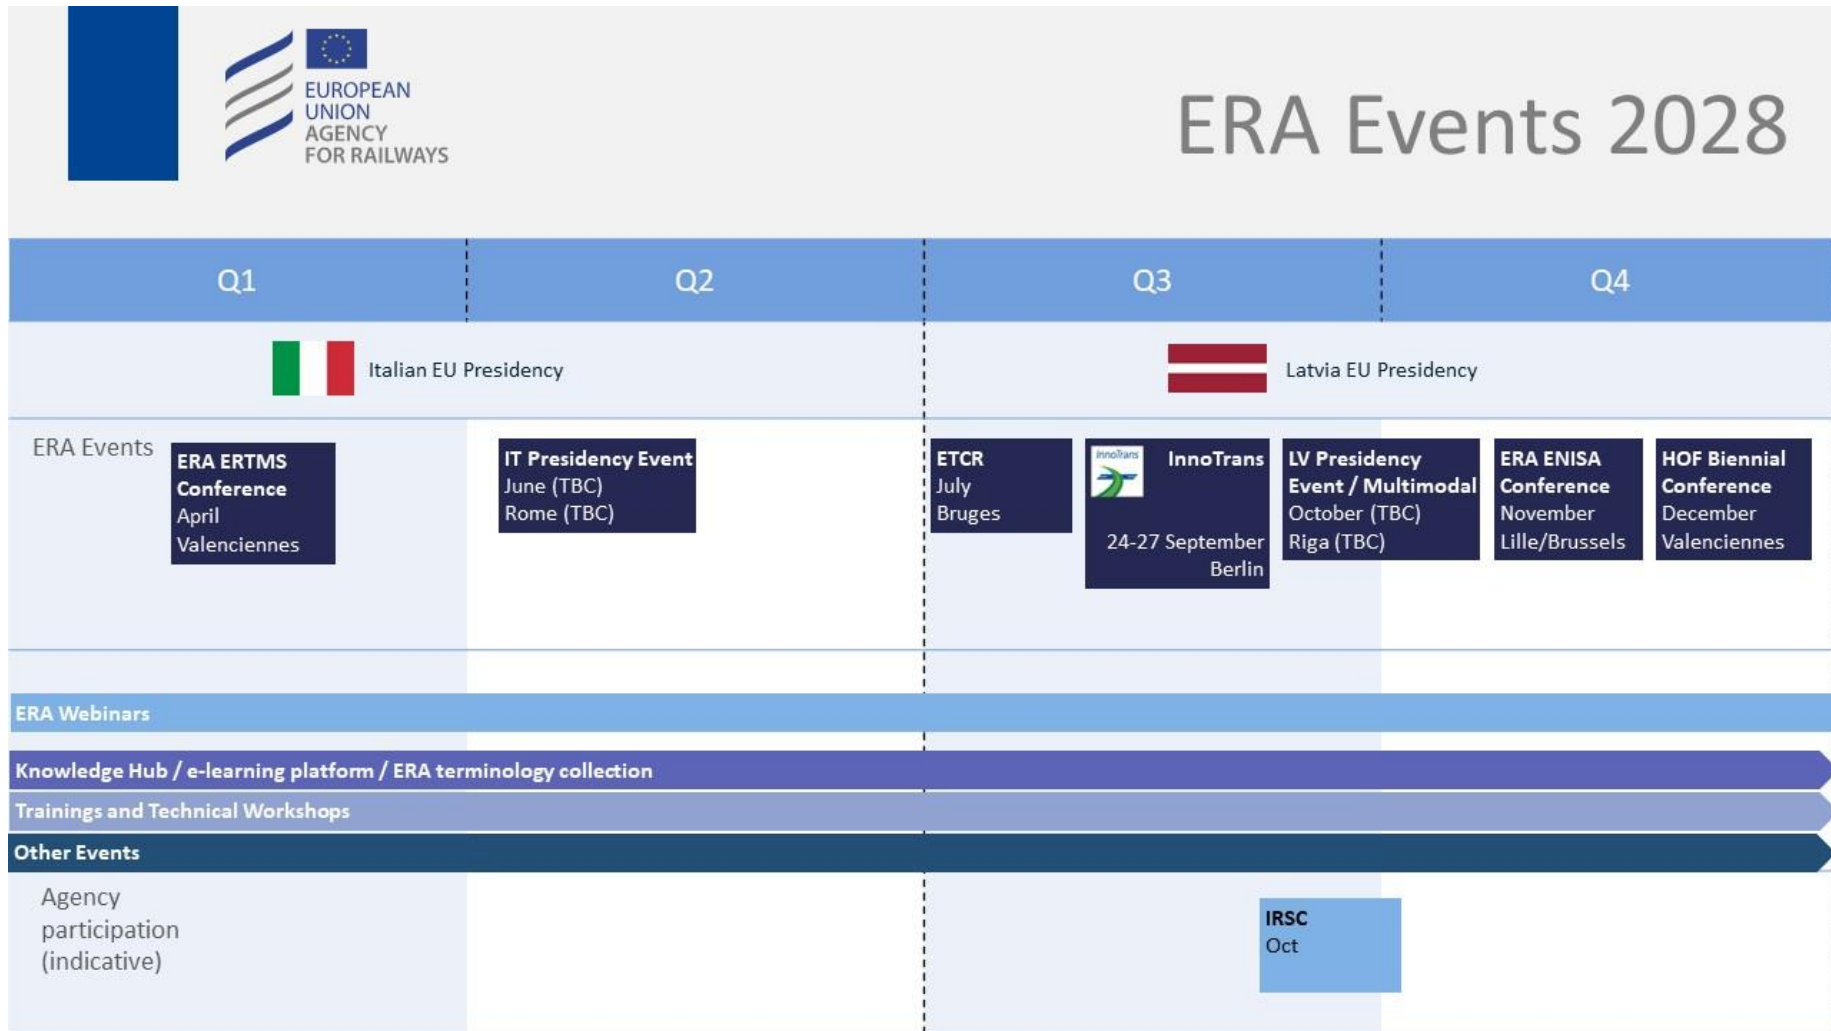 EUROPEAN
UNION
AGENCY
FOR RAILWAYS
ERA Events 2028
Q1
Q2
Q3
Q4
Italian EU Presidency
Latvia EU Presidency
ERA Events
ERA ERTMS
Conference
April
Valenciennes
IT Presidency Event
June (TBC)
Rome (TBC)
ETCR
July
Bruges
InnoTrans
InnoTrans
24-27 September
Berlin
LV Presidency
Event / Multimodal
October (TBC)
Riga (TBC)
ERA ENISA
Conference
November
Lille/Brussels
HOF Biennial
Conference
December
Valenciennes
ERA Webinars
Knowledge Hub / e-learning platform / ERA terminology collection
Trainings and Technical Workshops
Other Events
Agency
participation
(indicative)
IRSC
Oct